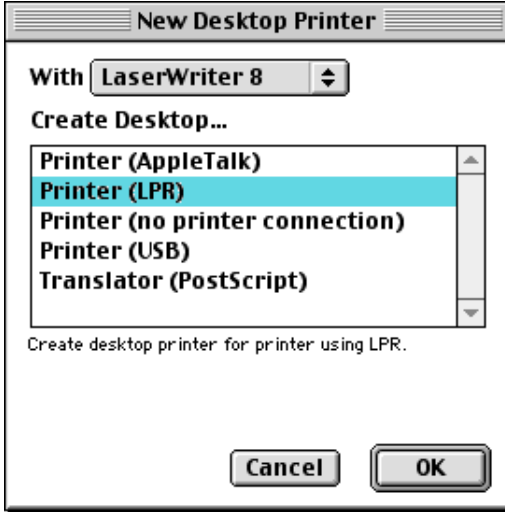 New Desktop Printer
With LaserWriter 8
Create Desktop...
Printer (AppleTalk)
Printer (LPR)
Printer (no printer connection)
Printer (USB)
Translator (PostScript)
Create desktop printer for printer using LPR.
Cancel OK